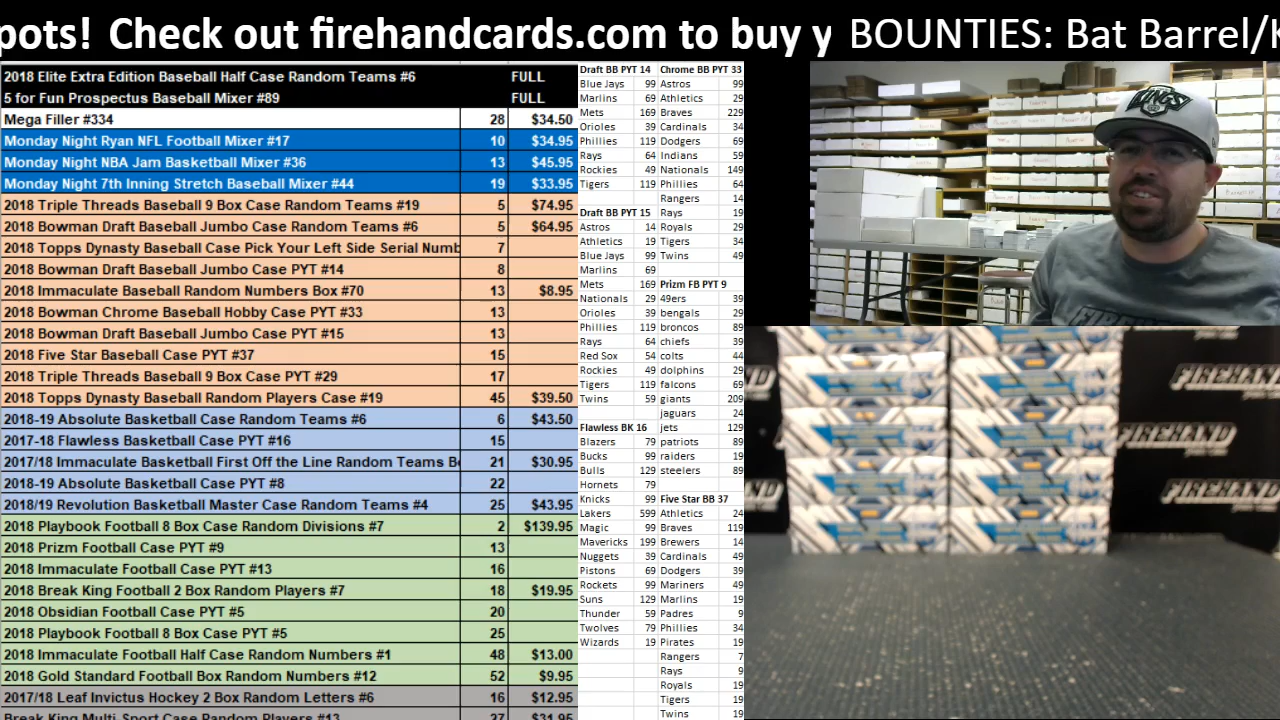 pots! Check out firehandcards.com to buy y
BOUNTIES: Bat Barrel/K
2018 Elite Extra Edition Baseball Half Case Random Teams #6 FULL
5 for Fun Prospectus Baseball Mixer #89 FULL
Mega Filler #334 28 $34.50
Monday Night Ryan NFL Football Mixer #17 10 $34.95
Monday Night NBA Jam Basketball Mixer #36 13 $45.95
Monday Night 7th Inning Stretch Baseball Mixer #44 19 $33.95
2018 Triple Threads Baseball 9 Box Case Random Teams #19 5 $74.95
2018 Bowman Draft Baseball Jumbo Case Random Teams #6 5 $64.95
2018 Topps Dynasty Baseball Case Pick Your Left Side Serial Numb 7
2018 Bowman Draft Baseball Jumbo Case PYT #14 8
2018 Immaculate Baseball Random Numbers Box #70 13 $8.95
2018 Bowman Chrome Baseball Hobby Case PYT #33 13
2018 Bowman Draft Baseball Jumbo Case PYT #15 13
2018 Five Star Baseball Case PYT #37 15
2018 Triple Threads Baseball 9 Box Case PYT #29 17
2018 Topps Dynasty Baseball Random Players Case #19 45 $39.50
2018-19 Absolute Basketball Case Random Teams #6 6 $43.50
2017-18 Flawless Basketball Case PYT #16 15
2017/18 Immaculate Basketball First Off the Line Random Teams B 21 $30.95
2018-19 Absolute Basketball Case PYT #8 22
2018/19 Revolution Basketball Master Case Random Teams #4 25 $43.95
2018 Playbook Football 8 Box Case Random Divisions #7 2 $139.95
2018 Prizm Football Case PYT #9 13
2018 Immaculate Football Case PYT #13 16
2018 Break King Football 2 Box Random Players #7 18 $19.95
2018 Obsidian Football Case PYT #5 20
2018 Playbook Football 8 Box Case PYT #5 25
2018 Immaculate Football Half Case Random Numbers #1 48 $13.00
2018 Gold Standard Football Box Random Numbers #12 52 $9.95
2017/18 Leaf Invictus Hockey 2 Box Random Letters #6 16 $12.95
Break King Multi-Sport Case Random Players #13 27 $31.95
Draft BB PYT 14
Blue Jays 99
Marlins 69
Mets 169
Orioles 39
Phillies 119
Rays 64
Rockies 49
Tigers 119
Draft BB PYT 15
Astros 14
Athletics 19
Blue Jays 99
Marlins 69
Mets 169
Nationals 29
Orioles 39
Phillies 119
Rays 64
Red Sox 54
Rockies 49
Tigers 119
Twins 59
Flawless BK 16
Blazers 79
Bucks 99
Bulls 129
Hornets 79
Knicks 99
Lakers 599
Magic 99
Mavericks 199
Nuggets 39
Pistons 69
Rockets 99
Suns 129
Thunder 59
Twolves 79
Wizards 19
Chrome BB PYT 33
Astros 99
Athletics 29
Braves 229
Cardinals 34
Dodgers 69
Indians 59
Nationals 149
Phillies 64
Rangers 14
Rays 19
Royals 29
Tigers 34
Twins 49
Prizm FB PYT 9
49ers 39
bengals 29
broncos 89
chiefs 39
colts 44
dolphins 29
falcons 69
giants 209
jaguars 24
jets 129
patriots 89
raiders 19
steelers 89
Five Star BB 37
Athletics 24
Braves 119
Brewers 14
Cardinals 49
Dodgers 39
Mariners 49
Marlins 19
Padres 9
Phillies 34
Pirates 19
Rangers 7
Rays 9
Royals 19
Tigers 19
Twins 19
KINGS
FIREHAND
FIREHAND
FIREHAND